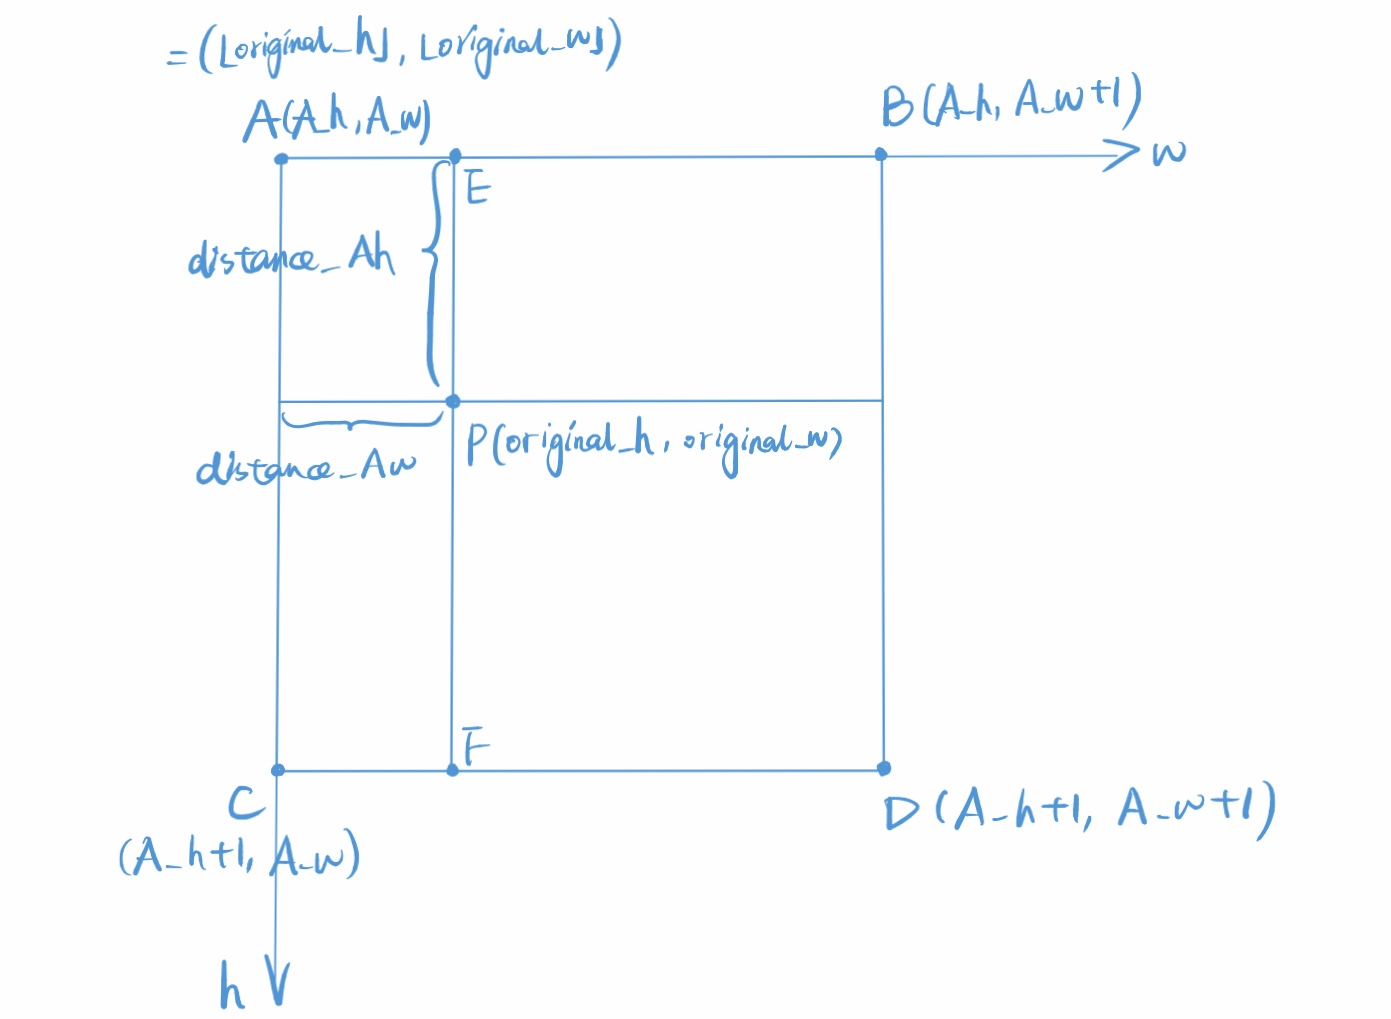 =(⌊original_h⌋, ⌊original_w⌋)
A(A_h, A_w)
B(A_h, A_w+1)
w
E
distance_Ah
P(original_h, original_w)
distance_Aw
F
C
(A_h+1, A_w)
D(A_h+1, A_w+1)
h